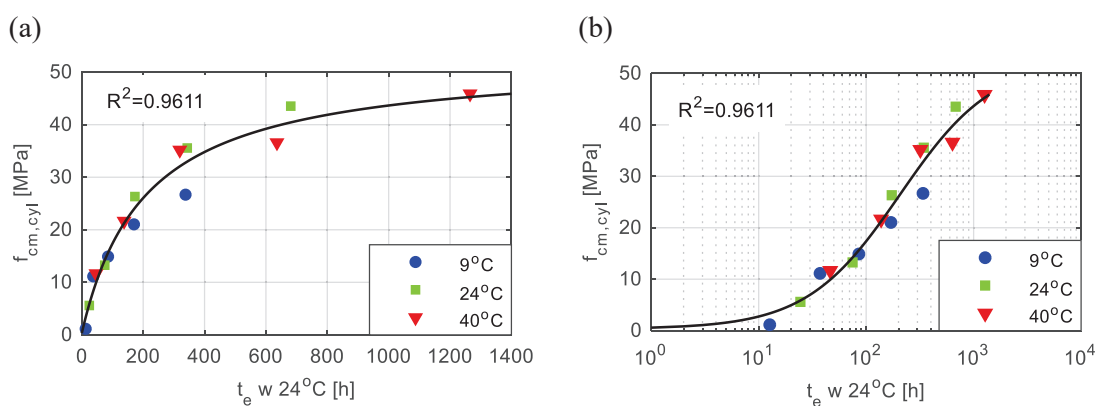 (a)
(b)
R²=0.9611
f_cm,cyl [MPa]
50
40
30
20
10
0
0 200 400 600 800 1000 1200 1400
t_e w 24°C [h]
9°C
24°C
40°C
R²=0.9611
f_cm,cyl [MPa]
50
40
30
20
10
0
10⁰ 10¹ 10² 10³ 10⁴
t_e w 24°C [h]
9°C
24°C
40°C